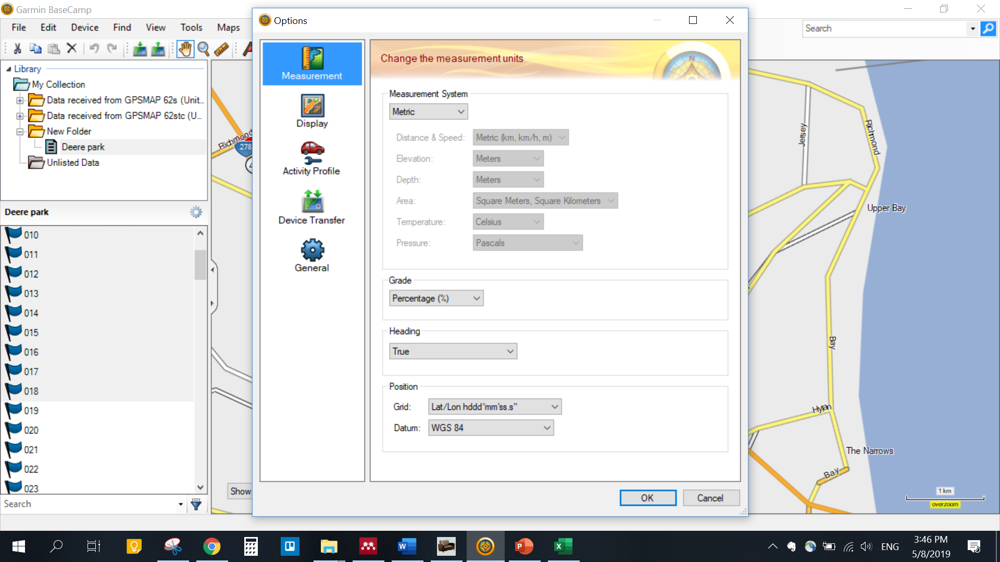 Garmin BaseCamp
File Edit Device Find View Tools Maps
Search
Library
My Collection
Data received from GPSMAP 62s (Unit...
Data received from GPSMAP 62stc (U...
New Folder
Deere park
Unlisted Data
Deere park
010
011
012
013
014
015
016
017
018
019
020
021
022
023
Search
Richmond
278
Show
Options
Measurement
Display
Activity Profile
Device Transfer
General
Change the measurement units
N
Measurement System
Metric
Distance & Speed: Metric (km, km/h, m)
Elevation: Meters
Depth: Meters
Area: Square Meters, Square Kilometers
Temperature: Celsius
Pressure: Pascals
Grade
Percentage (%)
Heading
True
Position
Grid: Lat/Lon hddd°mm'ss.s"
Datum: WGS 84
OK Cancel
Jersey
Richmond
Upper Bay
Bay
Hylan
The Narrows
Bay
1 km
overzoom
W
P
X
ENG
3:46 PM
5/8/2019